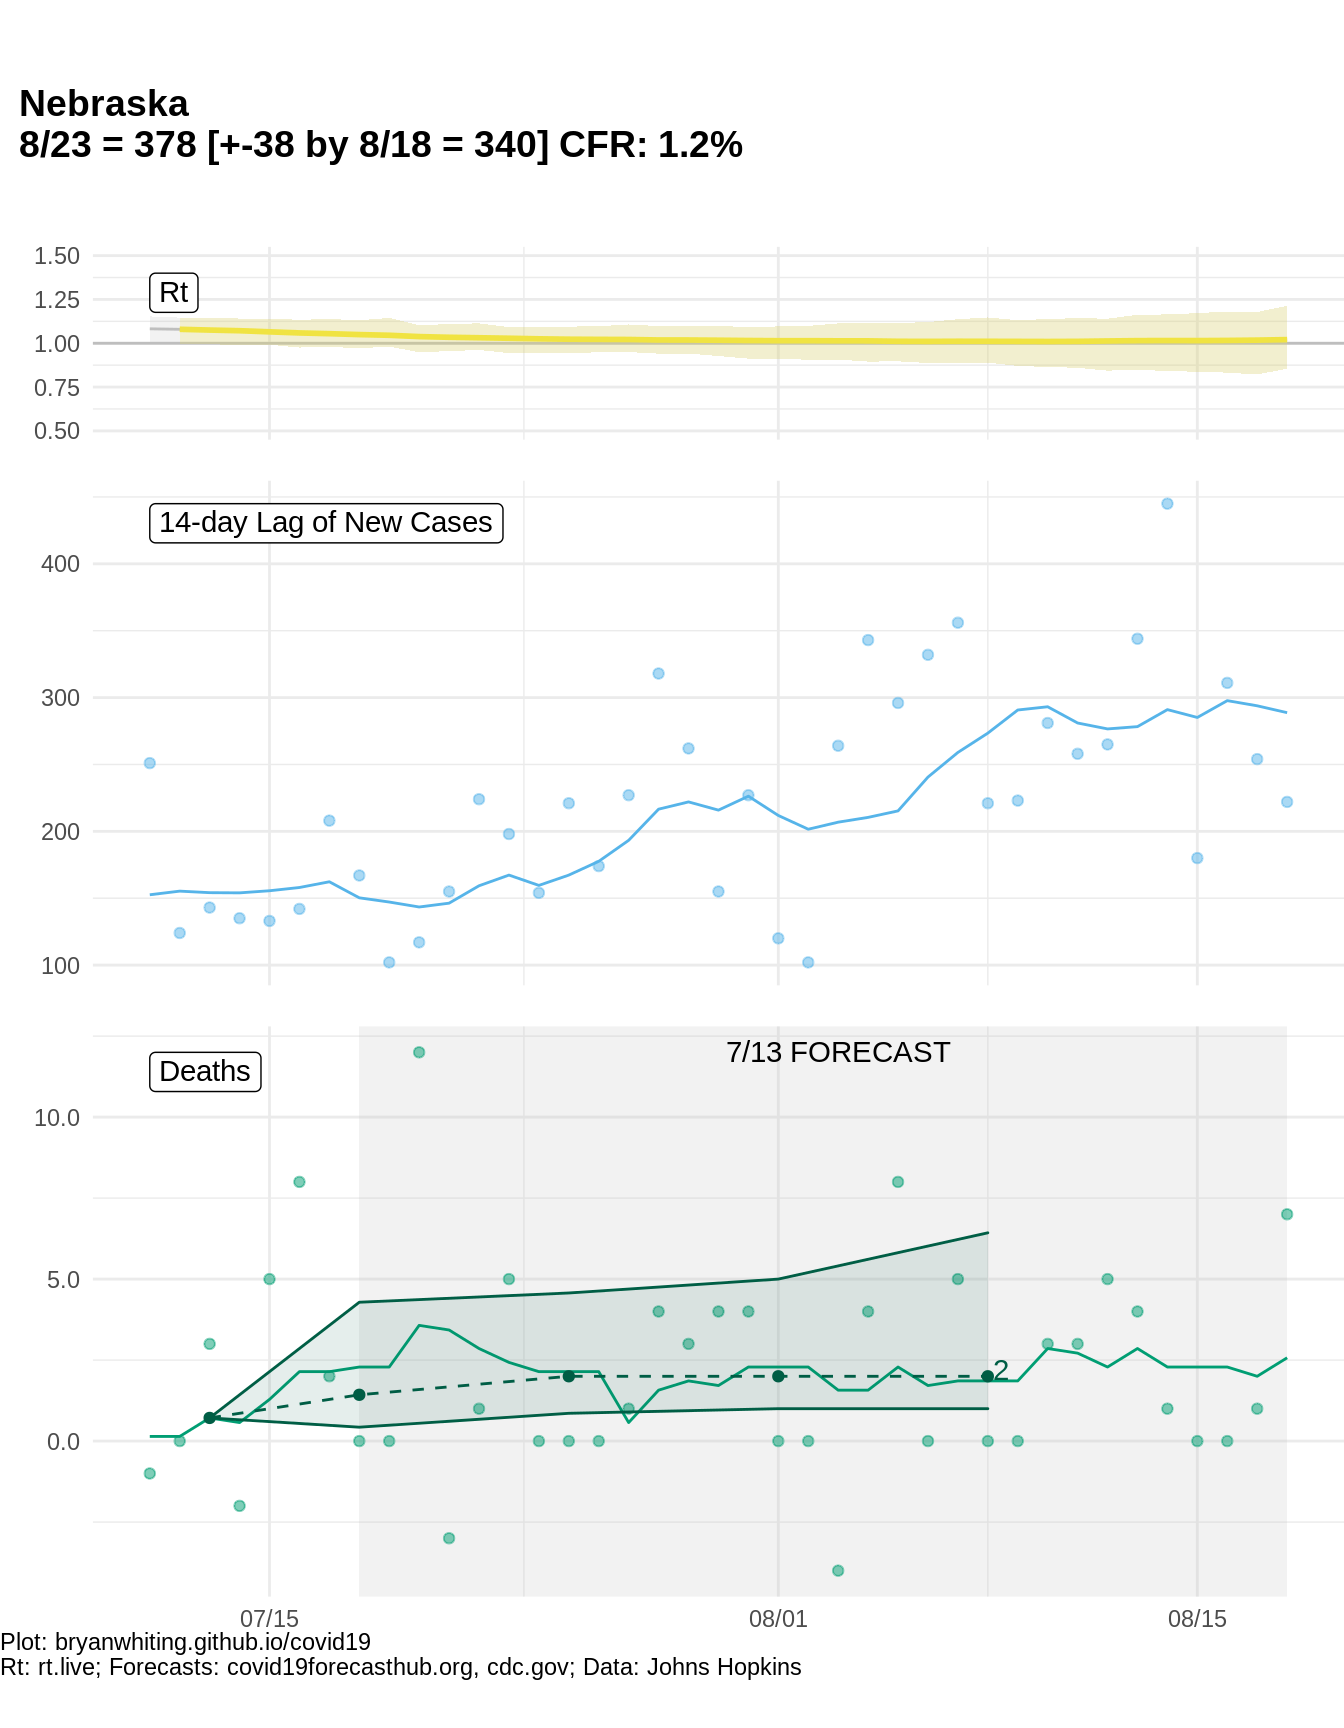 Nebraska
8/23 = 378 [+-38 by 8/18 = 340] CFR: 1.2%
1.50
Rt
1.25
1.00
0.75
0.50
14-day Lag of New Cases
400
300
200
100
7/13 FORECAST
Deaths
10.0
5.0
2
0.0
07/15 08/01 08/15
Plot: bryanwhiting.github.io/covid19
Rt: rt.live; Forecasts: covid19forecasthub.org, cdc.gov; Data: Johns Hopkins